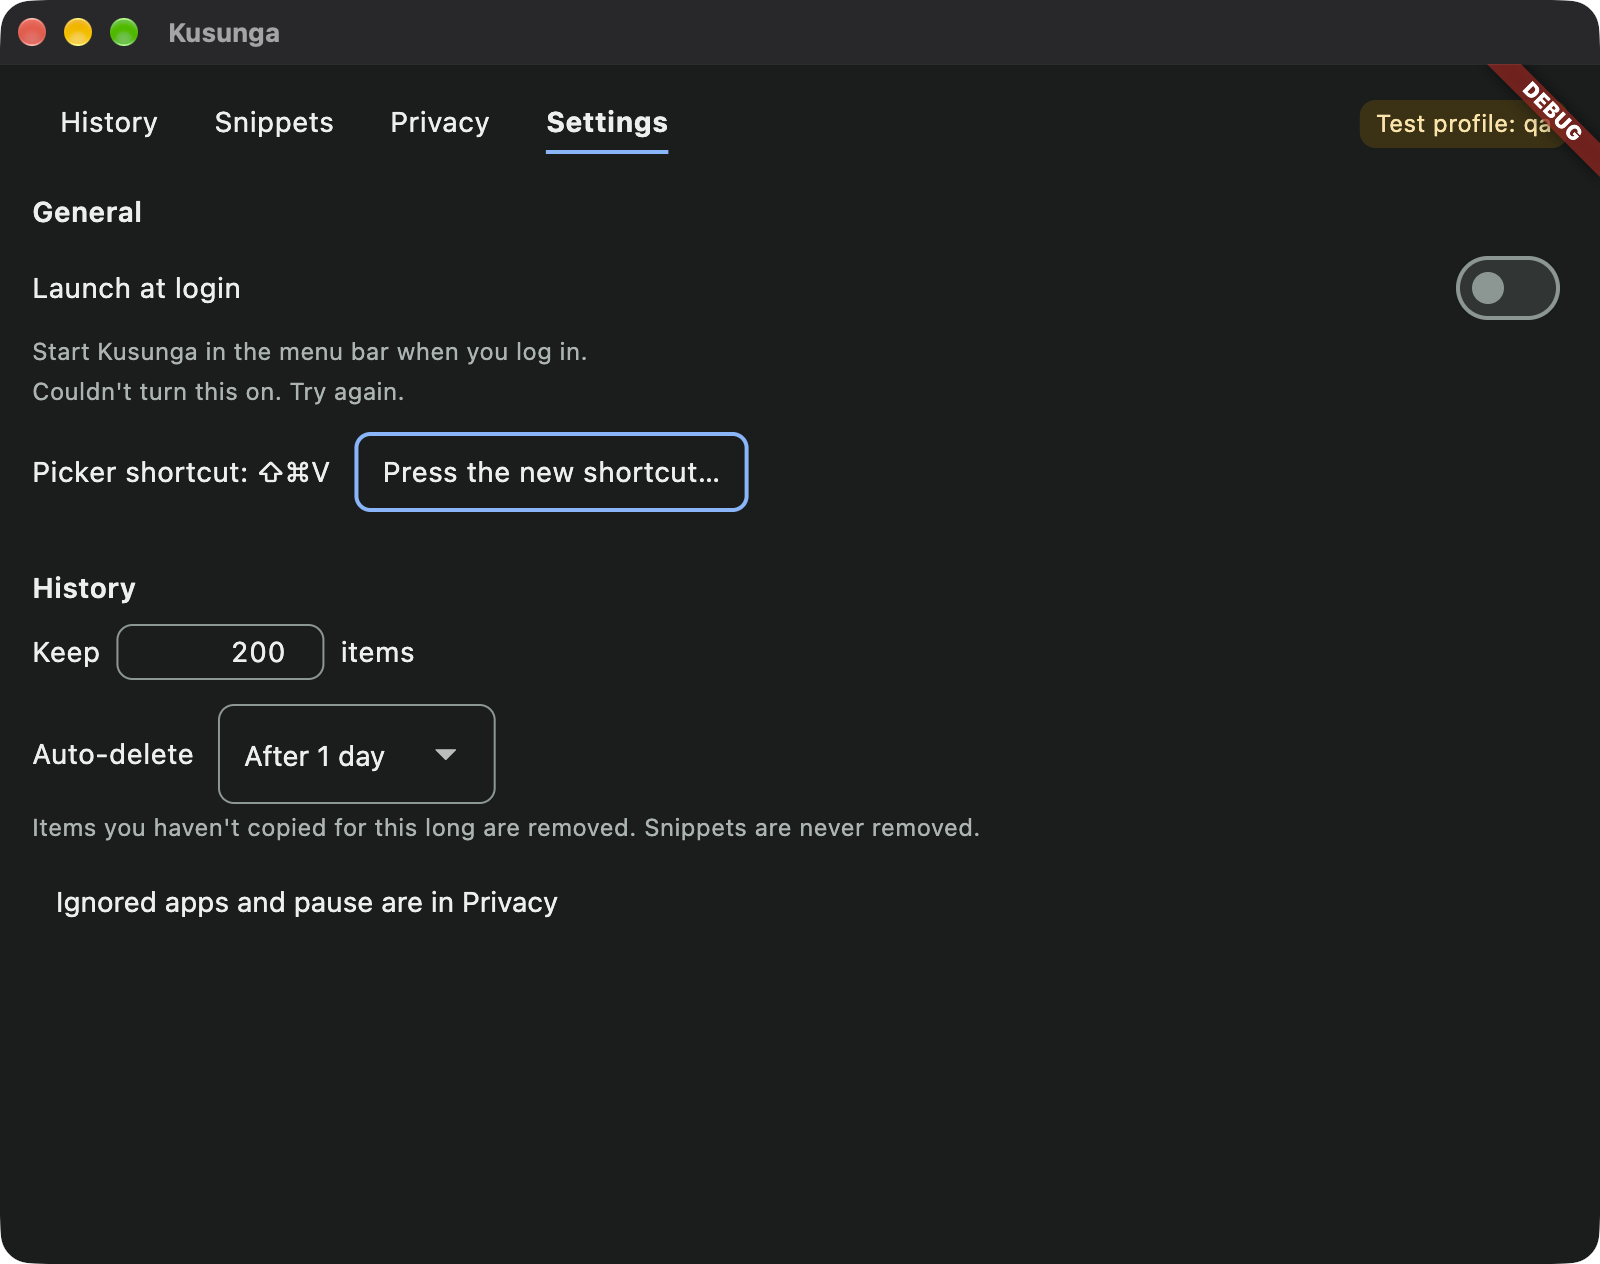 Kusunga
History Snippets Privacy Settings Test profile: qa
DEBUG
General
Launch at login
Start Kusunga in the menu bar when you log in.
Couldn't turn this on. Try again.
Picker shortcut: ⇧⌘V Press the new shortcut…
History
Keep 200 items
Auto-delete After 1 day
Items you haven't copied for this long are removed. Snippets are never removed.
Ignored apps and pause are in Privacy